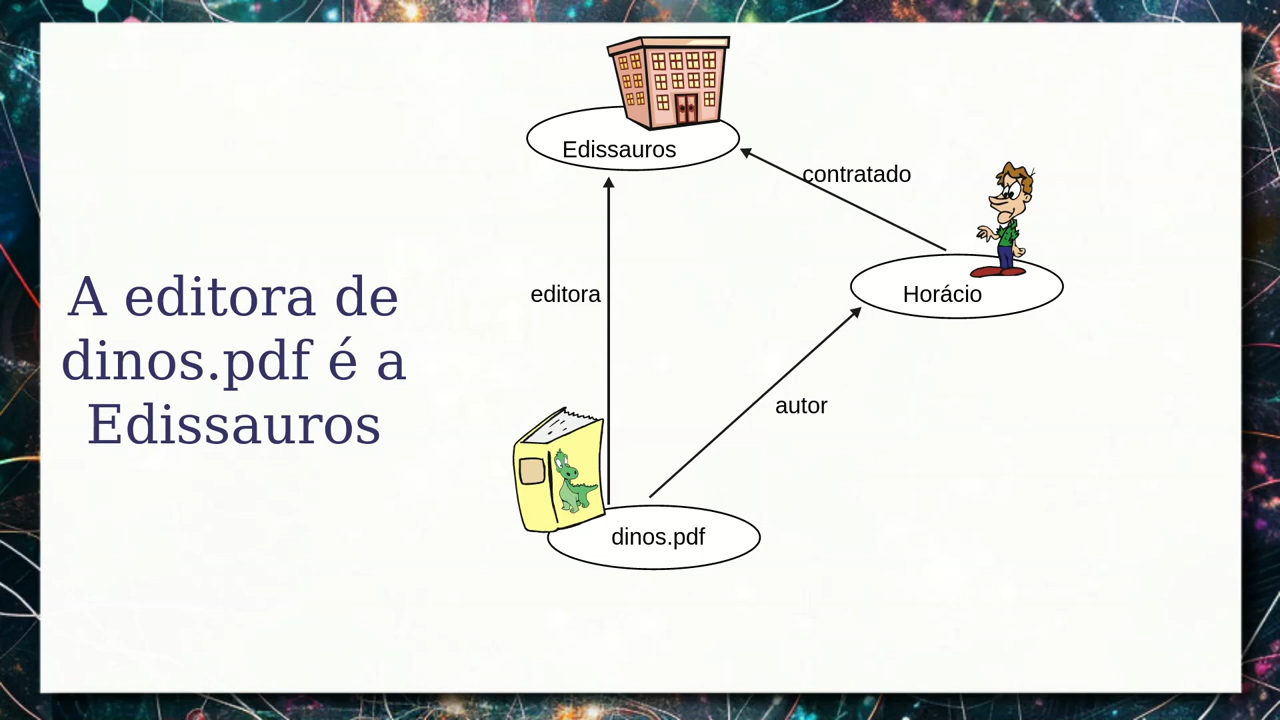 A editora de
dinos.pdf é a
Edissauros
Edissauros
contratado
editora
Horácio
autor
dinos.pdf